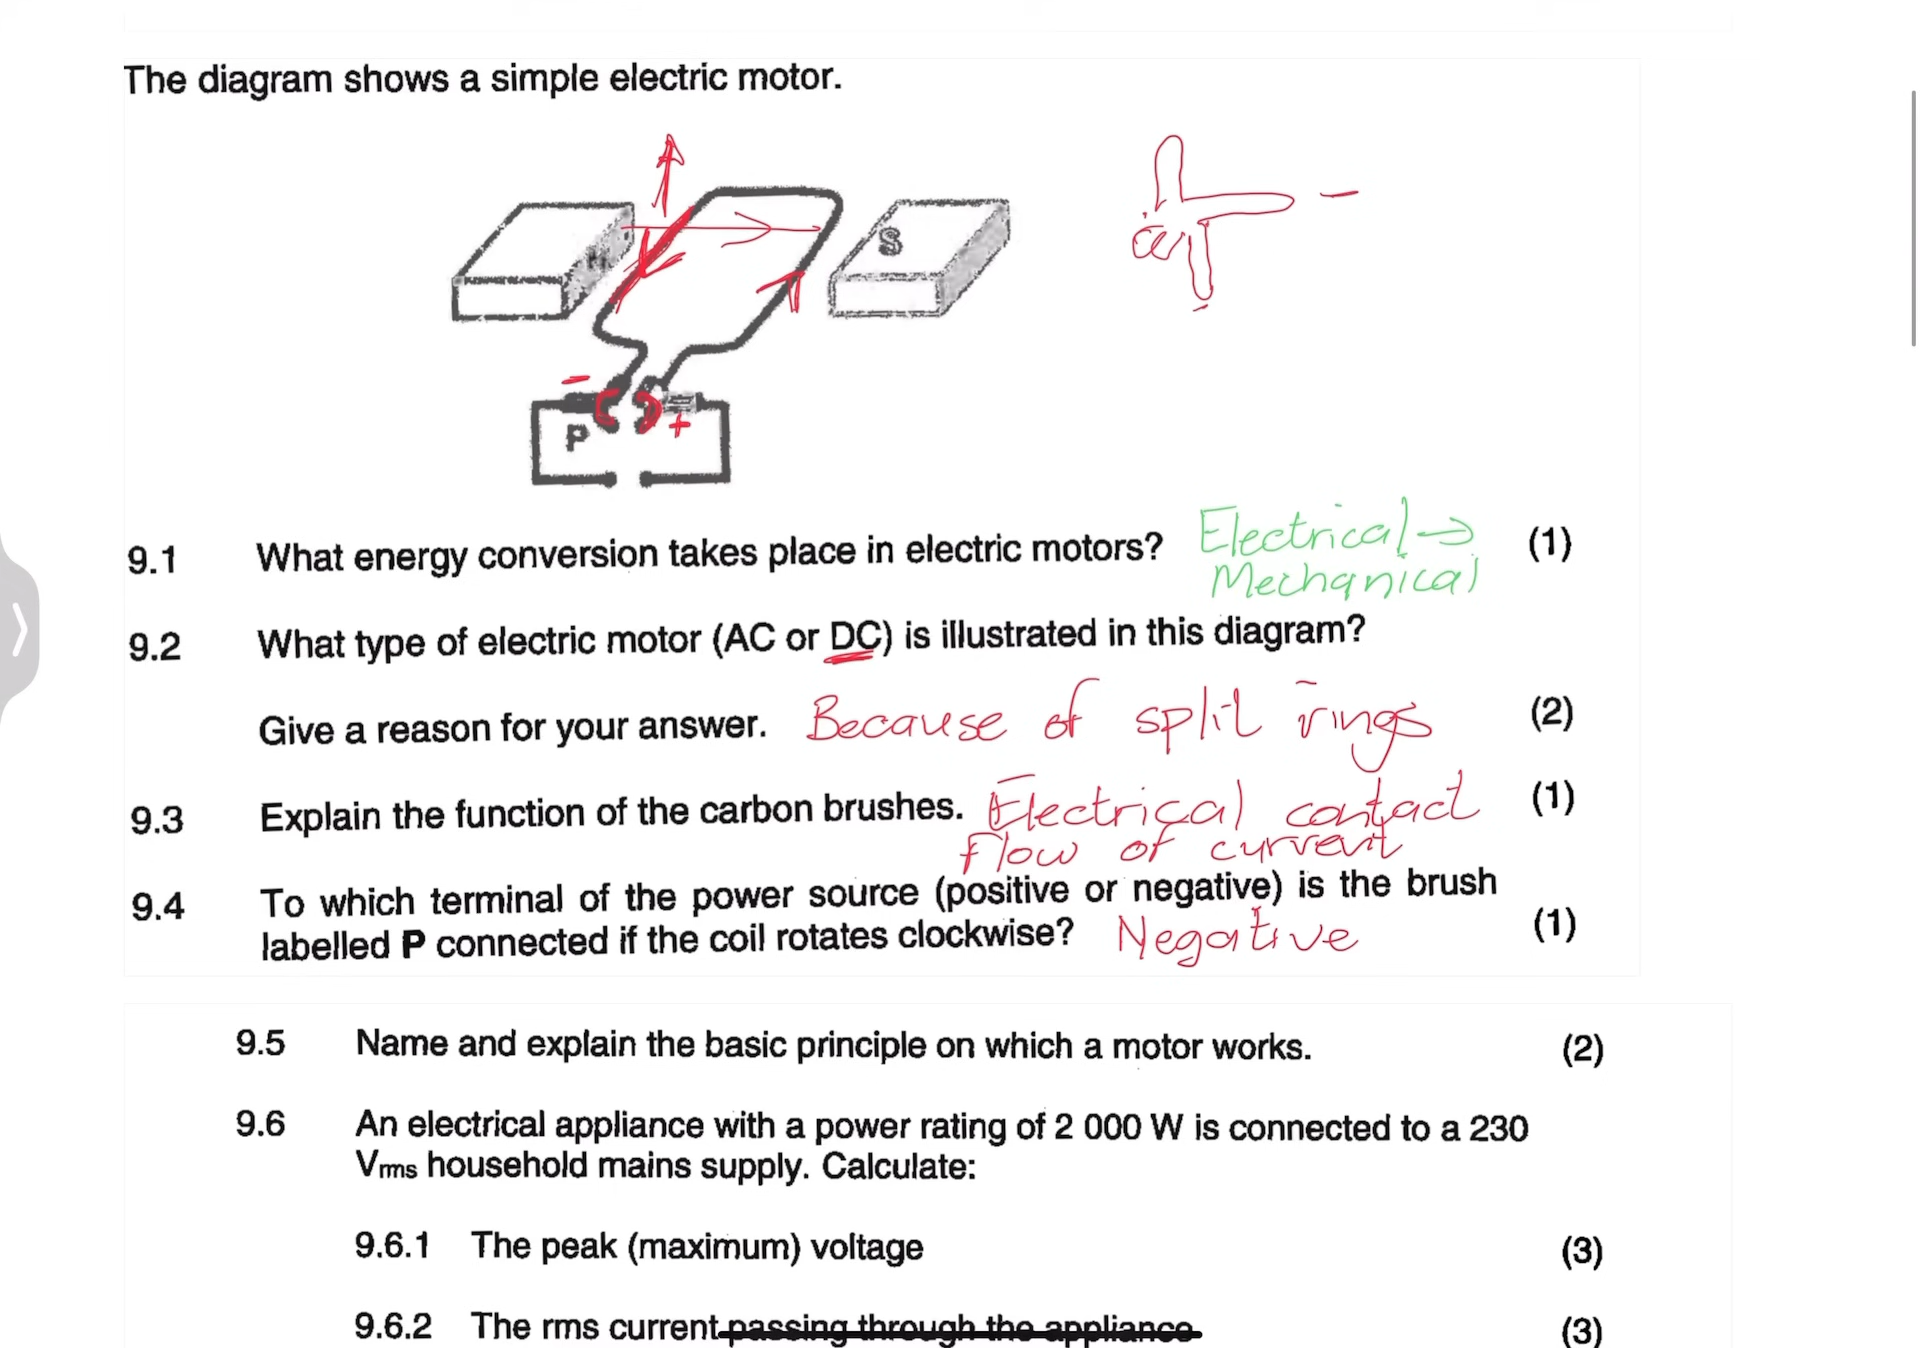 The diagram shows a simple electric motor.
S
-
-
P
+
9.1 What energy conversion takes place in electric motors? Electrical → (1)
Mechanical
9.2 What type of electric motor (AC or DC) is illustrated in this diagram?
Give a reason for your answer. Because of split rings (2)
9.3 Explain the function of the carbon brushes. Electrical contact (1)
flow of current
9.4 To which terminal of the power source (positive or negative) is the brush
labelled P connected if the coil rotates clockwise? Negative (1)
9.5 Name and explain the basic principle on which a motor works. (2)
9.6 An electrical appliance with a power rating of 2 000 W is connected to a 230
Vrms household mains supply. Calculate:
9.6.1 The peak (maximum) voltage (3)
9.6.2 The rms current passing through the appliance (3)